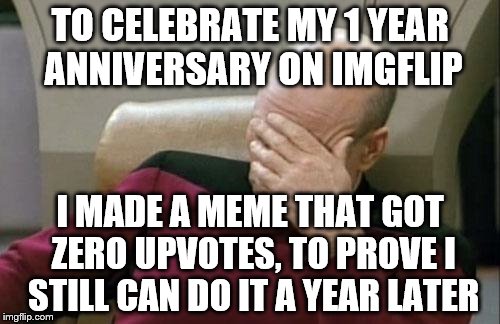 TO CELEBRATE MY 1 YEAR
ANNIVERSARY ON IMGFLIP
I MADE A MEME THAT GOT
ZERO UPVOTES, TO PROVE I
STILL CAN DO IT A YEAR LATER
imgflip.com